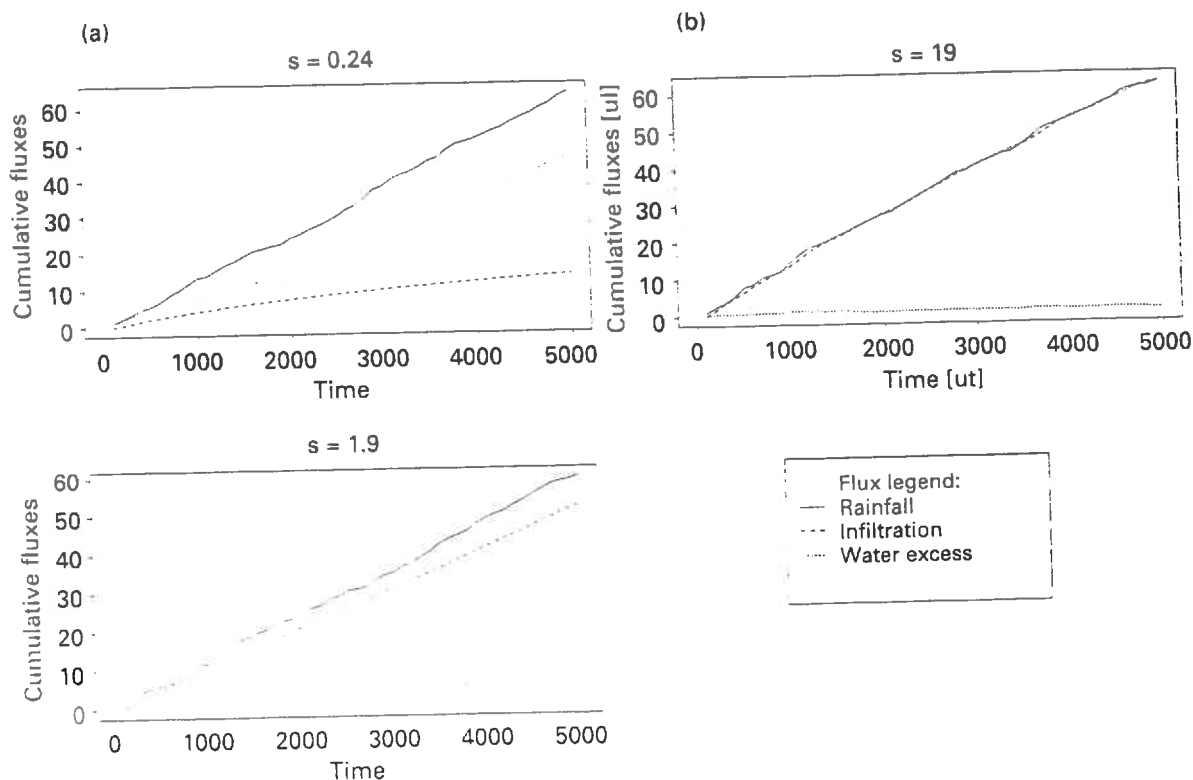 (a)
s = 0.24
Cumulative fluxes
60
50
40
30
20
10
0
0 1000 2000 3000 4000 5000
Time
(b)
s = 19
Cumulative fluxes [ul]
60
50
40
30
20
10
0
0 1000 2000 3000 4000 5000
Time [ut]
s = 1.9
Cumulative fluxes
60
50
40
30
20
10
0
0 1000 2000 3000 4000 5000
Time
Flux legend:
Rainfall
Infiltration
Water excess